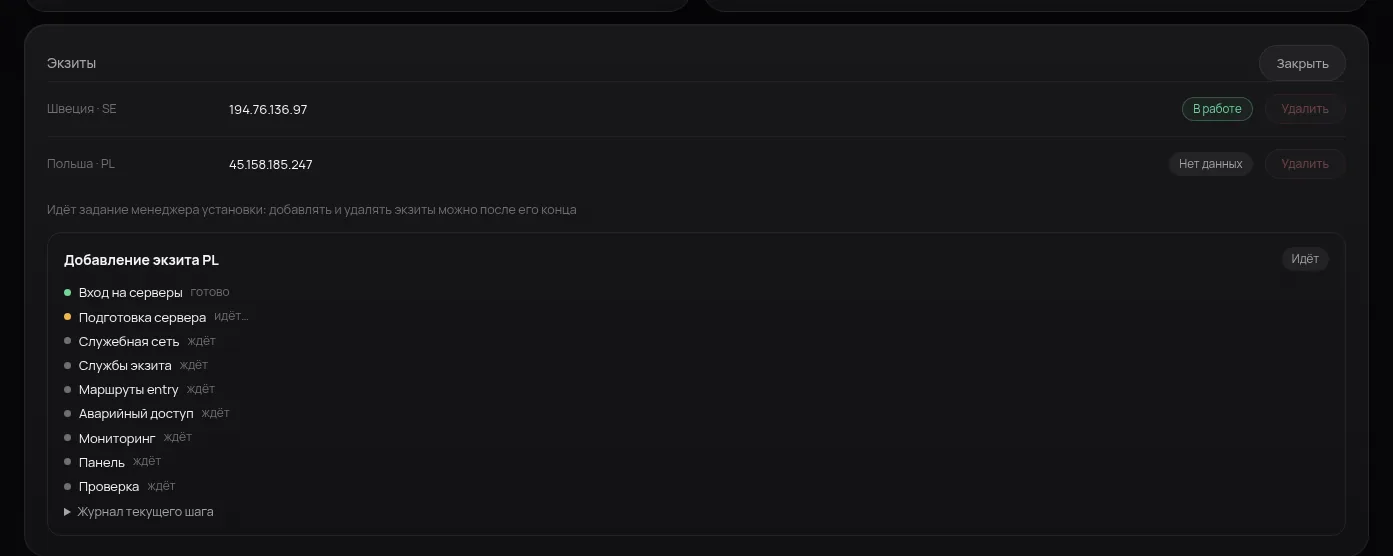 Экзиты
Закрыть
Швеция · SE 194.76.136.97 В работе Удалить
Польша · PL 45.158.185.247 Нет данных Удалить
Идёт задание менеджера установки: добавлять и удалять экзиты можно после его конца
Добавление экзита PL Идёт
Вход на серверы готово
Подготовка сервера идёт...
Служебная сеть ждёт
Службы экзита ждёт
Маршруты entry ждёт
Аварийный доступ ждёт
Мониторинг ждёт
Панель ждёт
Проверка ждёт
Журнал текущего шага